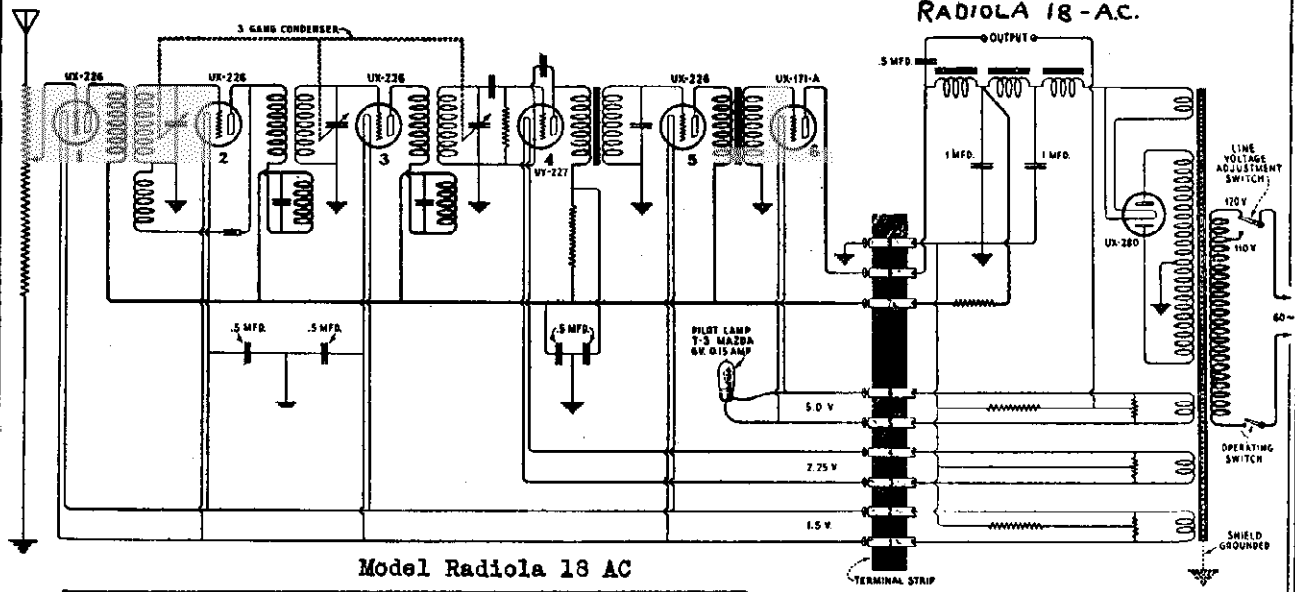 RADIOLA 18-A.C.
3 GANG CONDENSER
OUTPUT
.5 MFD.
UX-226
UX-226
UX-226
UX-226
UX-171-A
2
3
4
5
6
UY-227
1 MFD.
1 MFD.
LINE
VOLTAGE
ADJUSTMENT
SWITCH
120 V
110 V
UX-280
60~
.5 MFD.
.5 MFD.
.5 MFD.
PILOT LAMP
T-3 MAZDA
6V. 0.15 AMP
5.0 V
2.25 V
1.5 V.
OPERATING
SWITCH
SHIELD
GROUNDED
TERMINAL STRIP
Model Radiola 18 AC